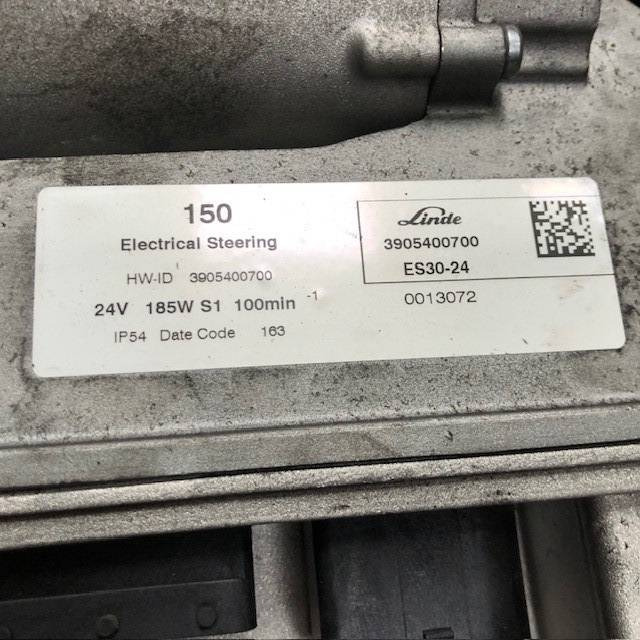 150
Electrical Steering
HW-ID 3905400700
24V 185W S1 100min -1
IP54 Date Code 163
Linde
3905400700
ES30-24
0013072